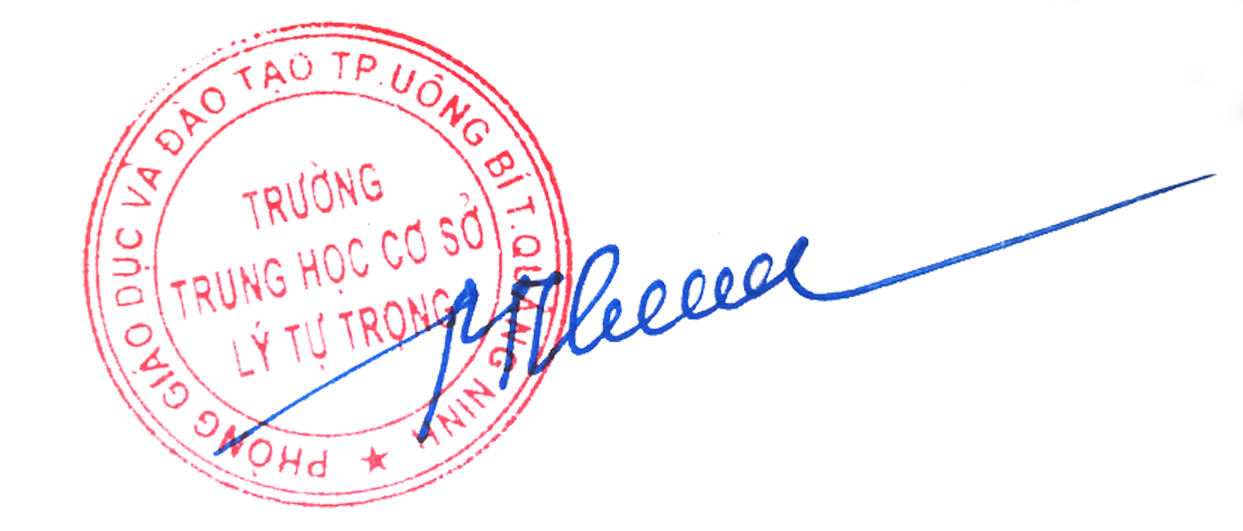 PHÒNG GIÁO DỤC VÀ ĐÀO TẠO TP.UÔNG BÍ T.QUẢNG NINH
TRƯỜNG
TRUNG HỌC CƠ SỞ
LÝ TỰ TRỌNG